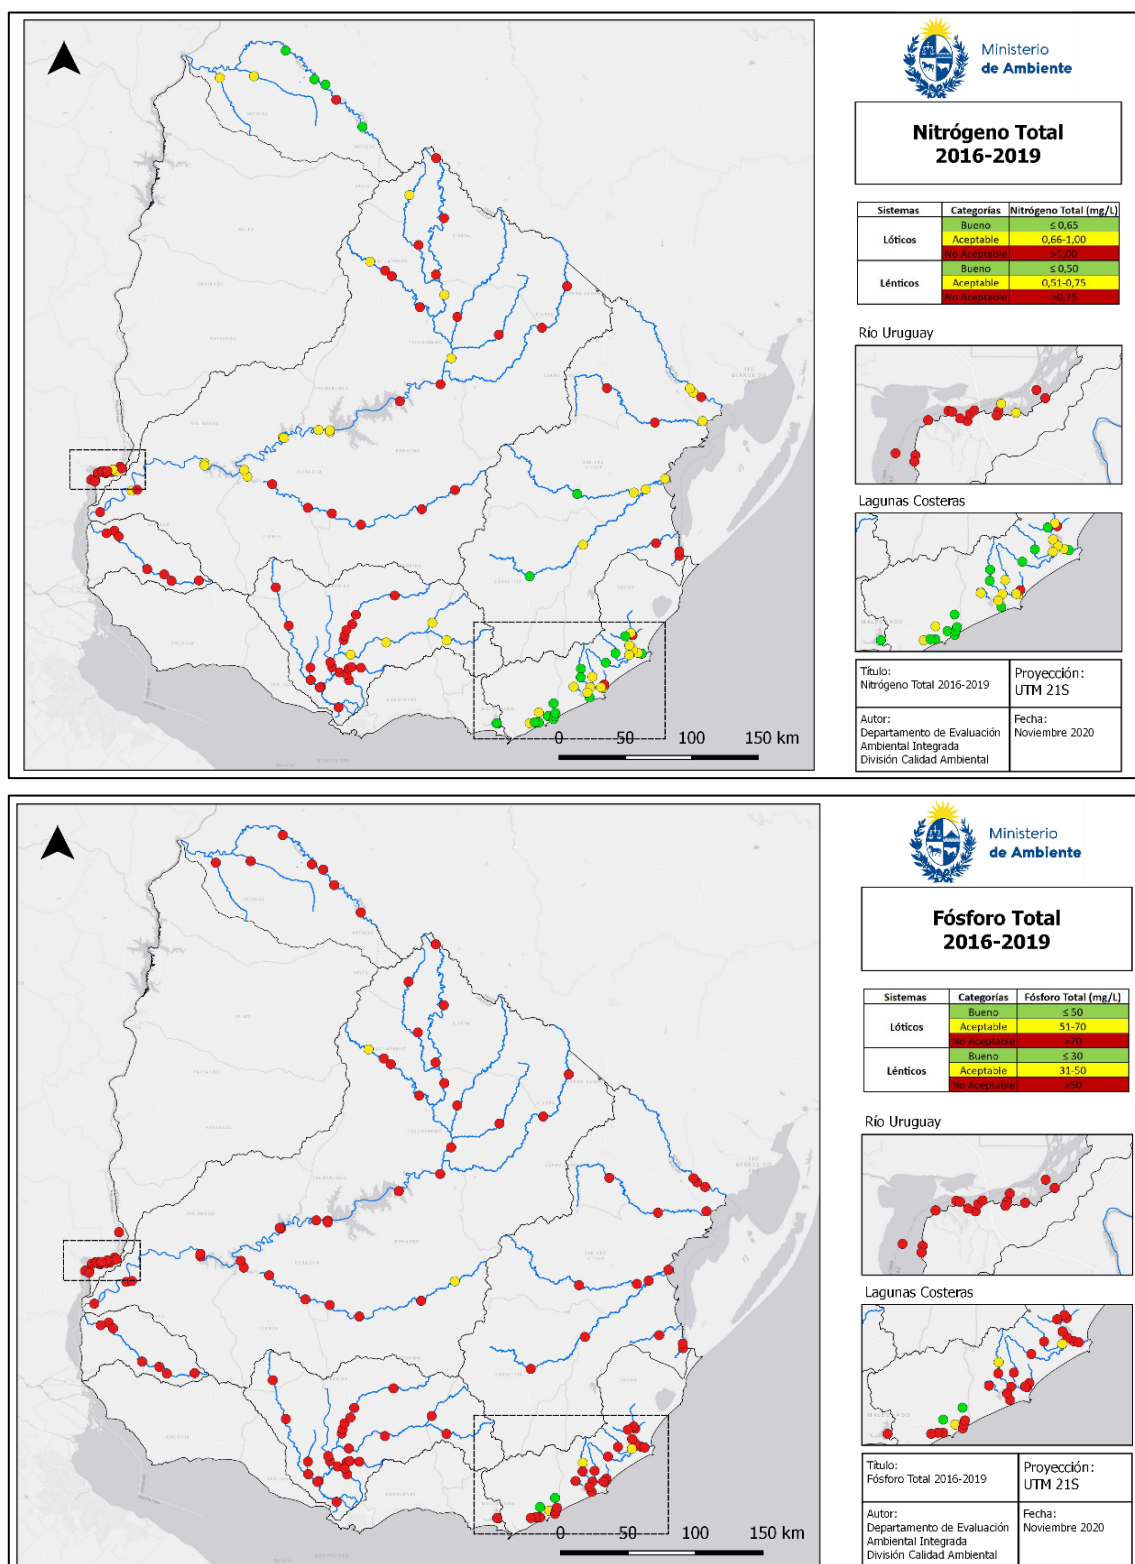 Ministerio
de Ambiente
Nitrógeno Total
2016-2019
Sistemas Categorías Nitrógeno Total (mg/L)
Lóticos
Bueno ≤ 0,65
Aceptable 0,66-1,00
No Aceptable >1,00
Lénticos
Bueno ≤ 0,50
Aceptable 0,51-0,75
No Aceptable >0,75
Río Uruguay
Lagunas Costeras
MALDONADO
Título:
Nitrógeno Total 2016-2019
Proyección:
UTM 21S
Autor:
Departamento de Evaluación
Ambiental Integrada
División Calidad Ambiental
Fecha:
Noviembre 2020
0 50 100 150 km
Ministerio
de Ambiente
Fósforo Total
2016-2019
Sistemas Categorías Fósforo Total (mg/L)
Lóticos
Bueno ≤ 50
Aceptable 51-70
No Aceptable >70
Lénticos
Bueno ≤ 30
Aceptable 31-50
No Aceptable >50
Río Uruguay
Lagunas Costeras
MALDONADO
Título:
Fósforo Total 2016-2019
Proyección:
UTM 21S
Autor:
Departamento de Evaluación
Ambiental Integrada
División Calidad Ambiental
Fecha:
Noviembre 2020
0 50 100 150 km